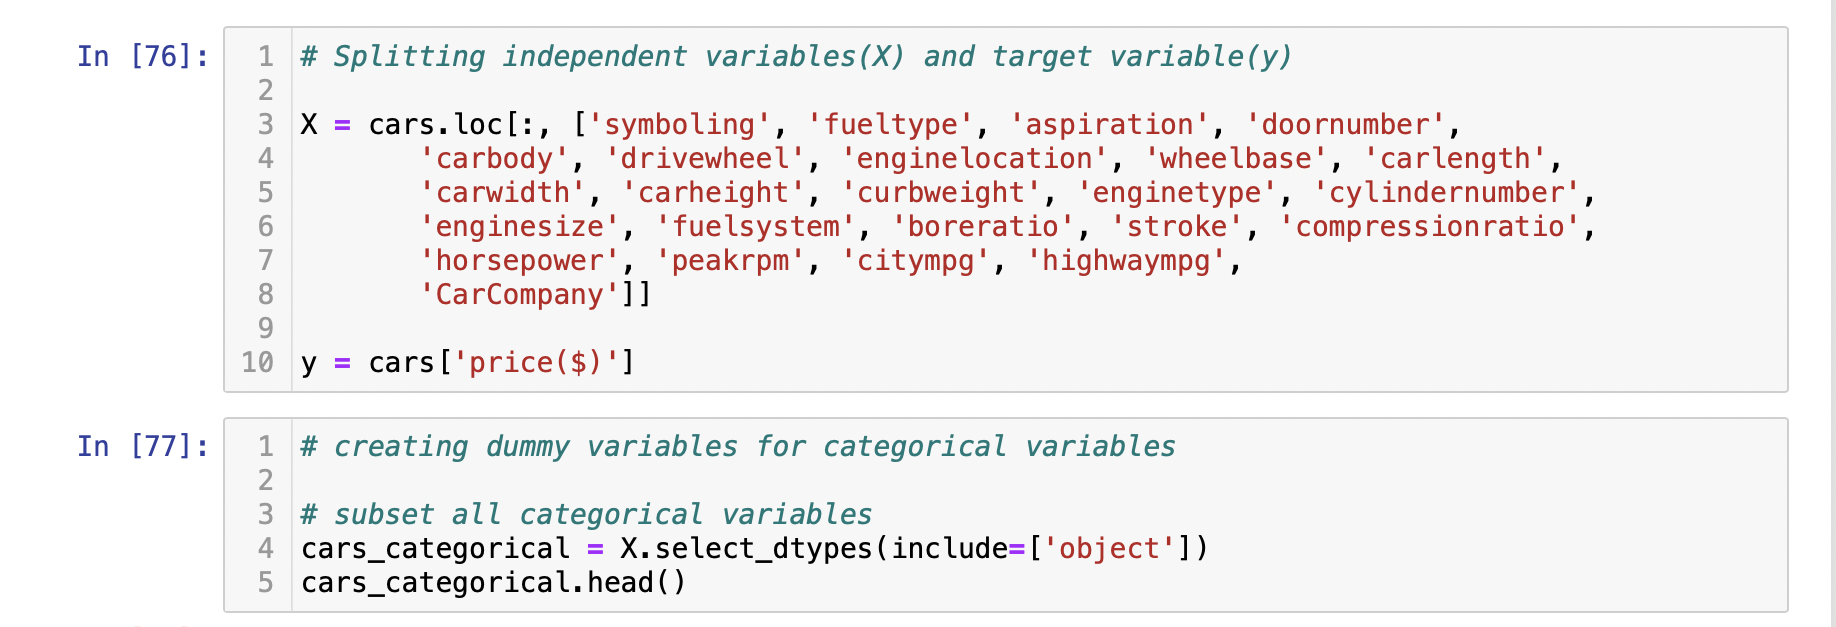 In [76]:
1 # Splitting independent variables(X) and target variable(y)
2
3 X = cars.loc[:, ['symboling', 'fueltype', 'aspiration', 'doornumber',
4        'carbody', 'drivewheel', 'enginelocation', 'wheelbase', 'carlength',
5        'carwidth', 'carheight', 'curbweight', 'enginetype', 'cylindernumber',
6        'enginesize', 'fuelsystem', 'boreratio', 'stroke', 'compressionratio',
7        'horsepower', 'peakrpm', 'citympg', 'highwaympg',
8        'CarCompany']]
9
10 y = cars['price($)']
In [77]:
1 # creating dummy variables for categorical variables
2
3 # subset all categorical variables
4 cars_categorical = X.select_dtypes(include=['object'])
5 cars_categorical.head()